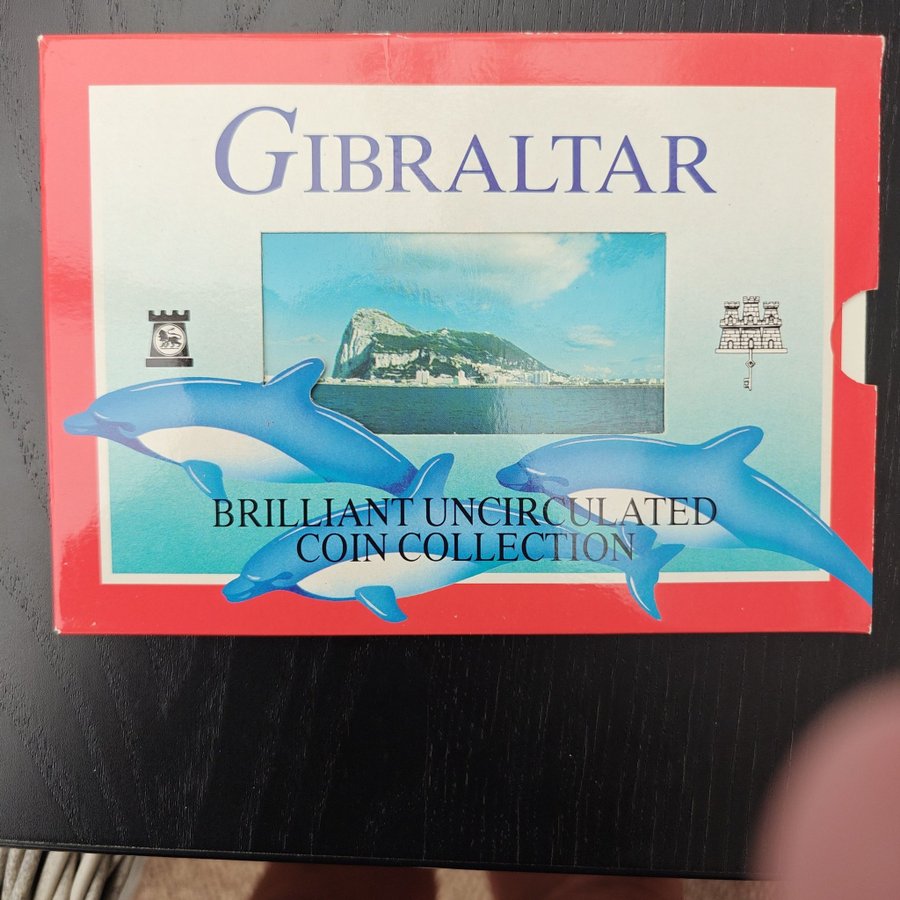 GIBRALTAR
BRILLIANT UNCIRCULATED
COIN COLLECTION